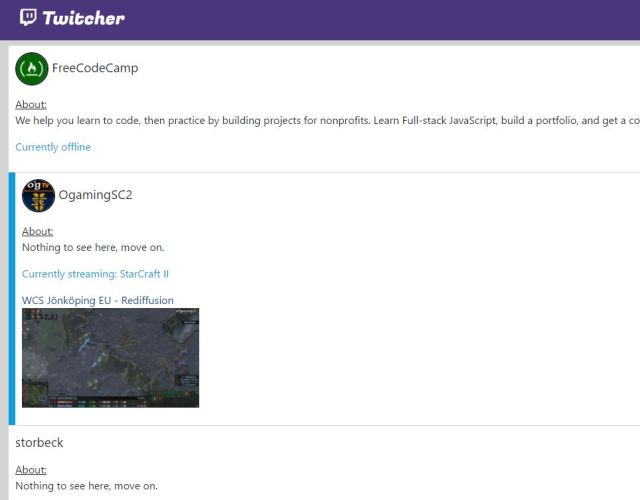 Twitcher
FreeCodeCamp
About:
We help you learn to code, then practice by building projects for nonprofits. Learn Full-stack JavaScript, build a portfolio, and get a co
Currently offline
OG TV
OgamingSC2
About:
Nothing to see here, move on.
Currently streaming: StarCraft II
WCS Jönköping EU - Rediffusion
storbeck
About:
Nothing to see here, move on.